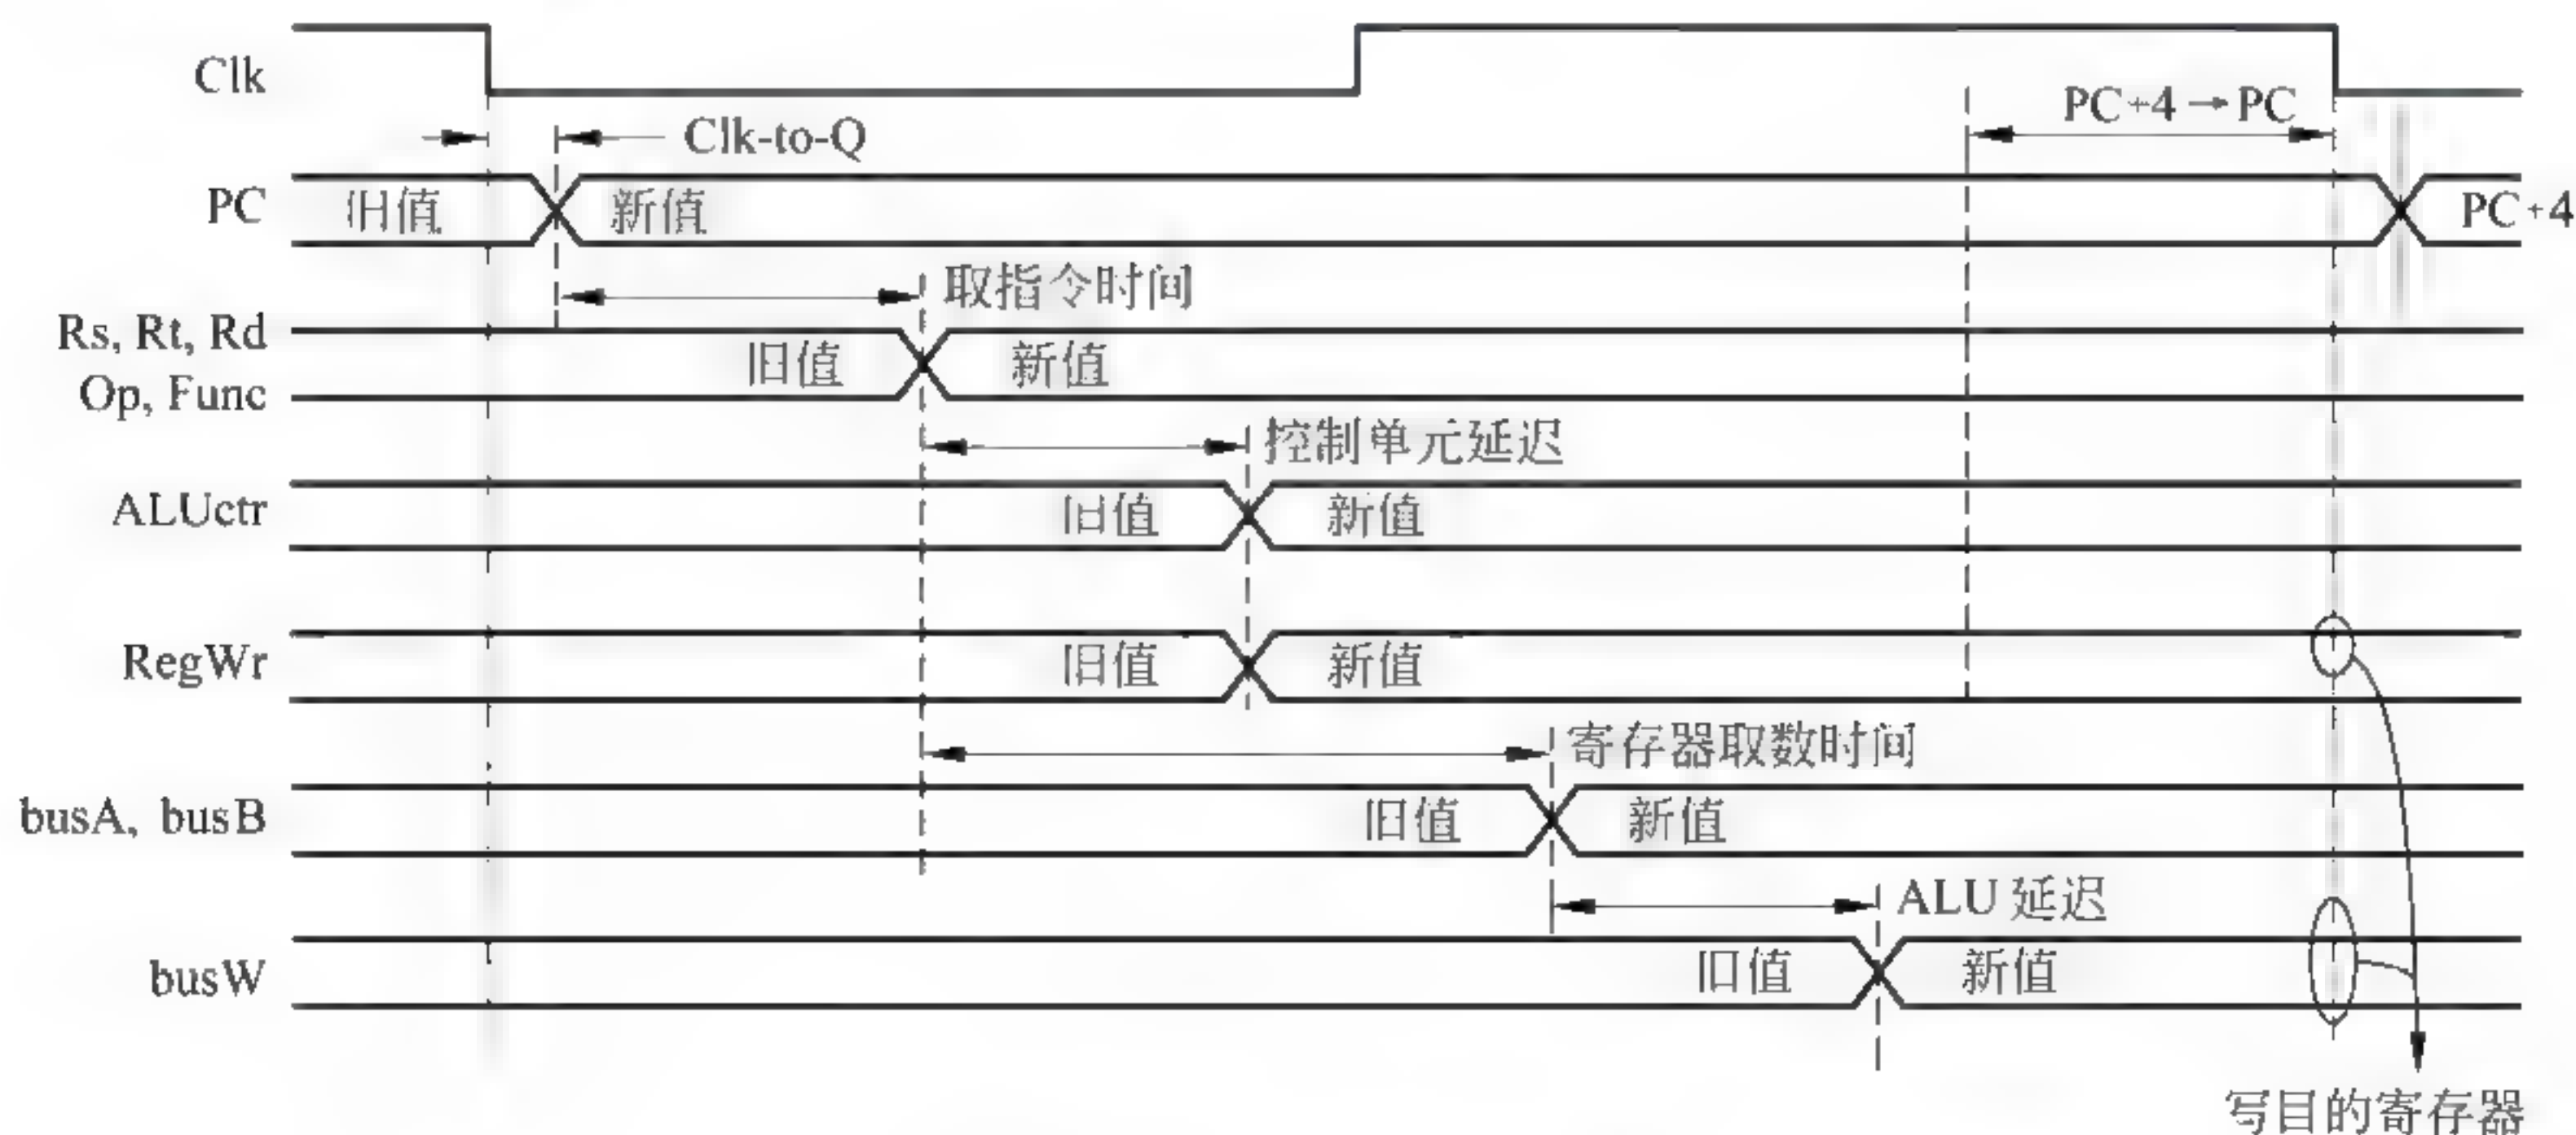 Clk
PC+4→PC
Clk-to-Q
PC 旧值 新值 PC+4
取指令时间
Rs, Rt, Rd
旧值 新值
Op, Func
控制单元延迟
ALUctr 旧值 新值
RegWr 旧值 新值
寄存器取数时间
busA, busB 旧值 新值
ALU 延迟
busW 旧值 新值
写目的寄存器